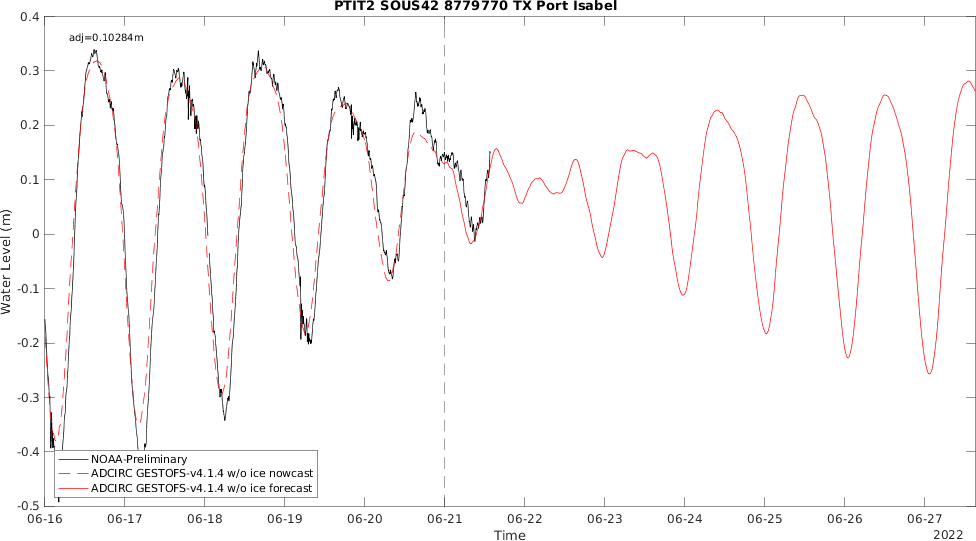 PTIT2 SOUS42 8779770 TX Port Isabel
adj=0.10284m
0.4
0.3
0.2
0.1
0
-0.1
-0.2
-0.3
-0.4
-0.5
Water Level (m)
NOAA-Preliminary
ADCIRC GESTOFS-v4.1.4 w/o ice nowcast
ADCIRC GESTOFS-v4.1.4 w/o ice forecast
06-16 06-17 06-18 06-19 06-20 06-21 06-22 06-23 06-24 06-25 06-26 06-27
Time
2022